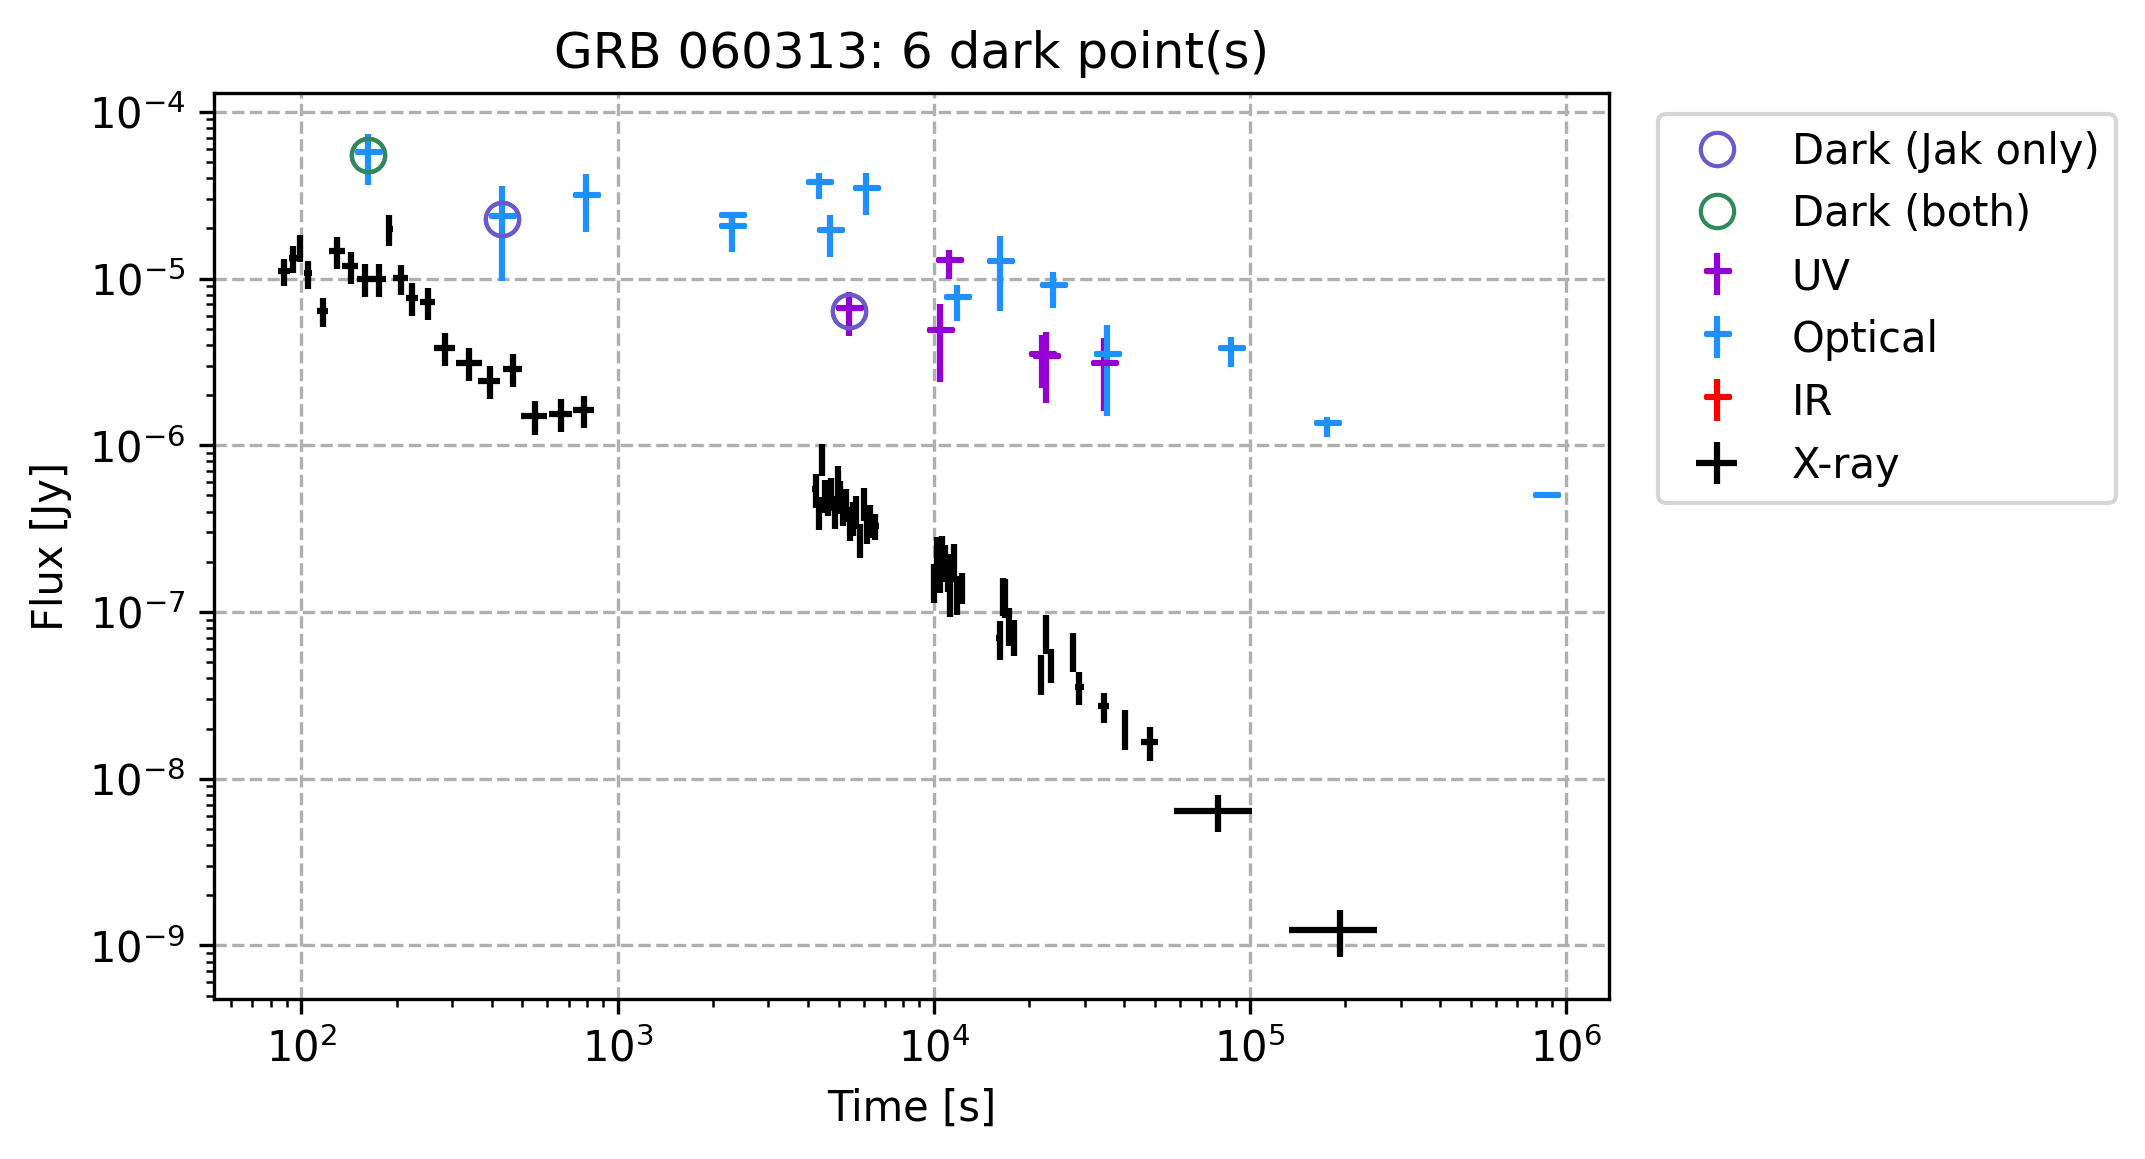 GRB 060313: 6 dark point(s)
10⁻⁴
10⁻⁵
10⁻⁶
10⁻⁷
10⁻⁸
10⁻⁹
Flux [Jy]
10²
10³
10⁴
10⁵
10⁶
Time [s]
Dark (Jak only)
Dark (both)
UV
Optical
IR
X-ray